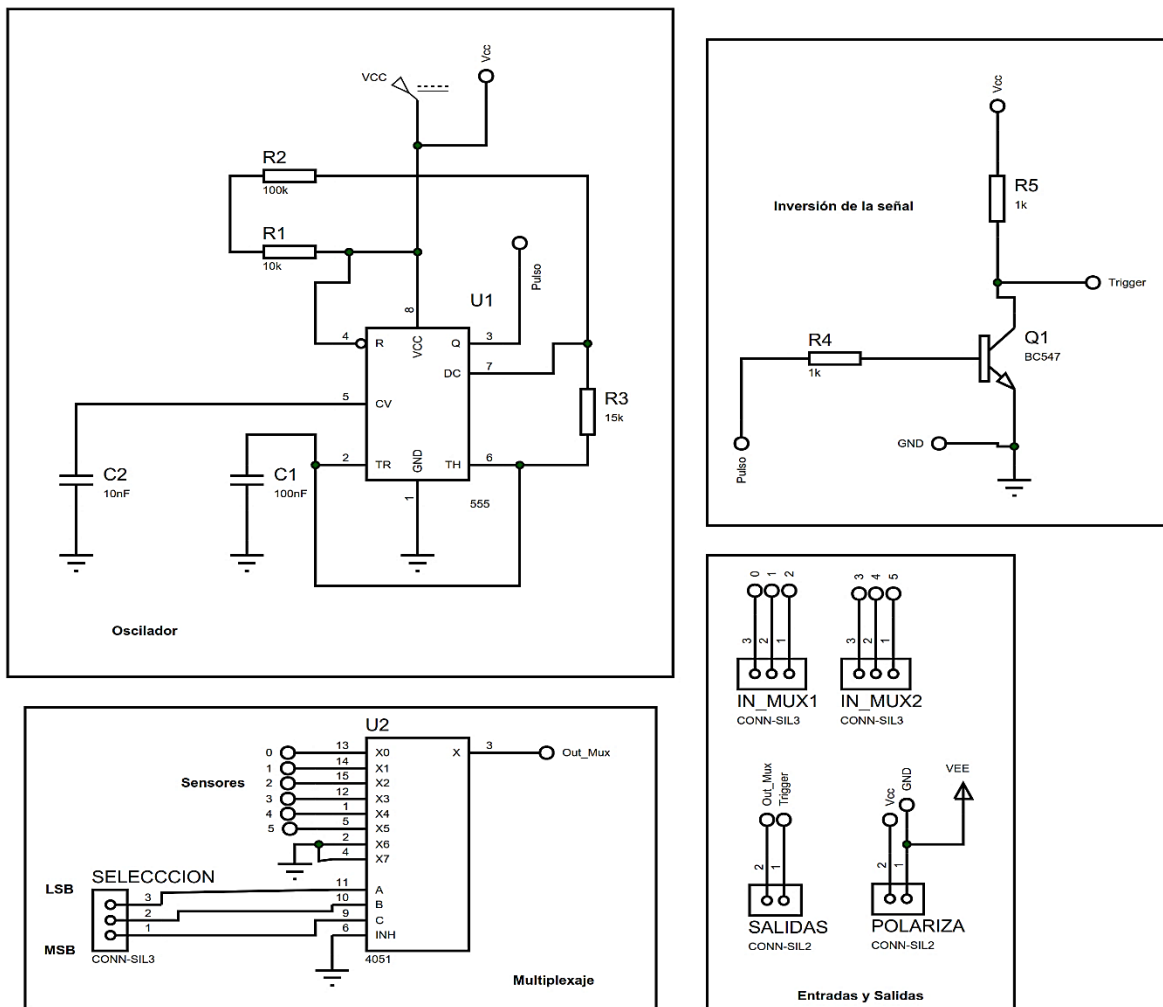 VCC
Vcc
R2
100k
R1
10k
Pulso
U1
8
4
R
VCC
Q
3
DC
7
5
CV
R3
15k
2
TR
GND
TH
6
1
555
C2
10nF
C1
100nF
Oscilador
Vcc
R5
1k
Inversión de la señal
Trigger
R4
1k
Q1
BC547
GND
Pulso
U2
Sensores
0
13
X0
X
3
Out_Mux
1
14
X1
2
15
X2
3
12
X3
4
1
X4
5
5
X5
2
X6
4
X7
SELECCCION
LSB
3
11
A
2
10
B
1
9
C
MSB
6
INH
CONN-SIL3
4051
Multiplexaje
0
1
2
3
2
1
IN_MUX1
CONN-SIL3
3
4
5
3
2
1
IN_MUX2
CONN-SIL3
Out_Mux
Trigger
2
1
SALIDAS
CONN-SIL2
Vcc
GND
VEE
2
1
POLARIZA
CONN-SIL2
Entradas y Salidas